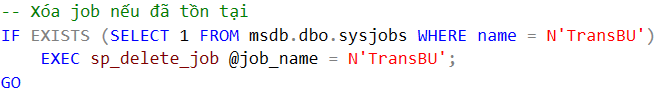 -- Xóa job nếu đã tồn tại
IF EXISTS (SELECT 1 FROM msdb.dbo.sysjobs WHERE name = N'TransBU')
    EXEC sp_delete_job @job_name = N'TransBU';
GO